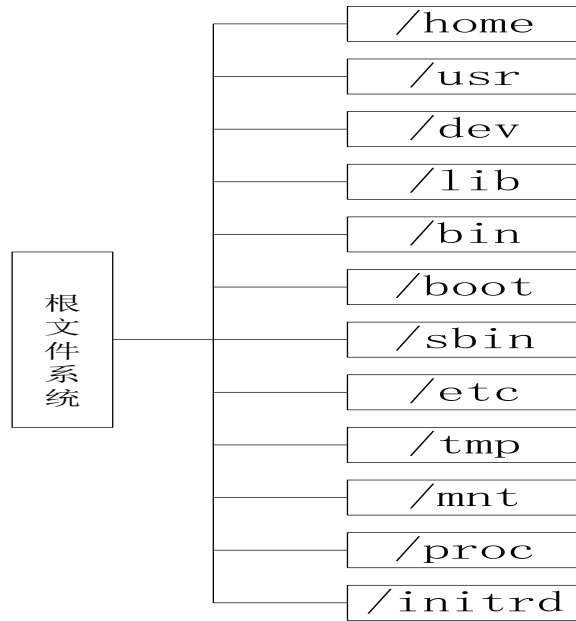 /home
/usr
/dev
/lib
/bin
/boot
/sbin
/etc
/tmp
/mnt
/proc
/initrd
根文件系统